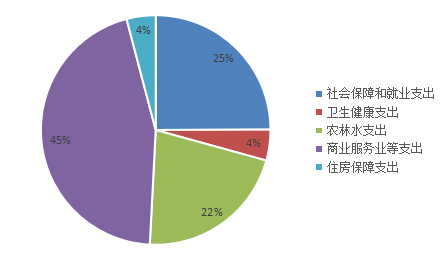 4%
25%
社会保障和就业支出
卫生健康支出
农林水支出
45%
4%
商业服务业等支出
住房保障支出
22%